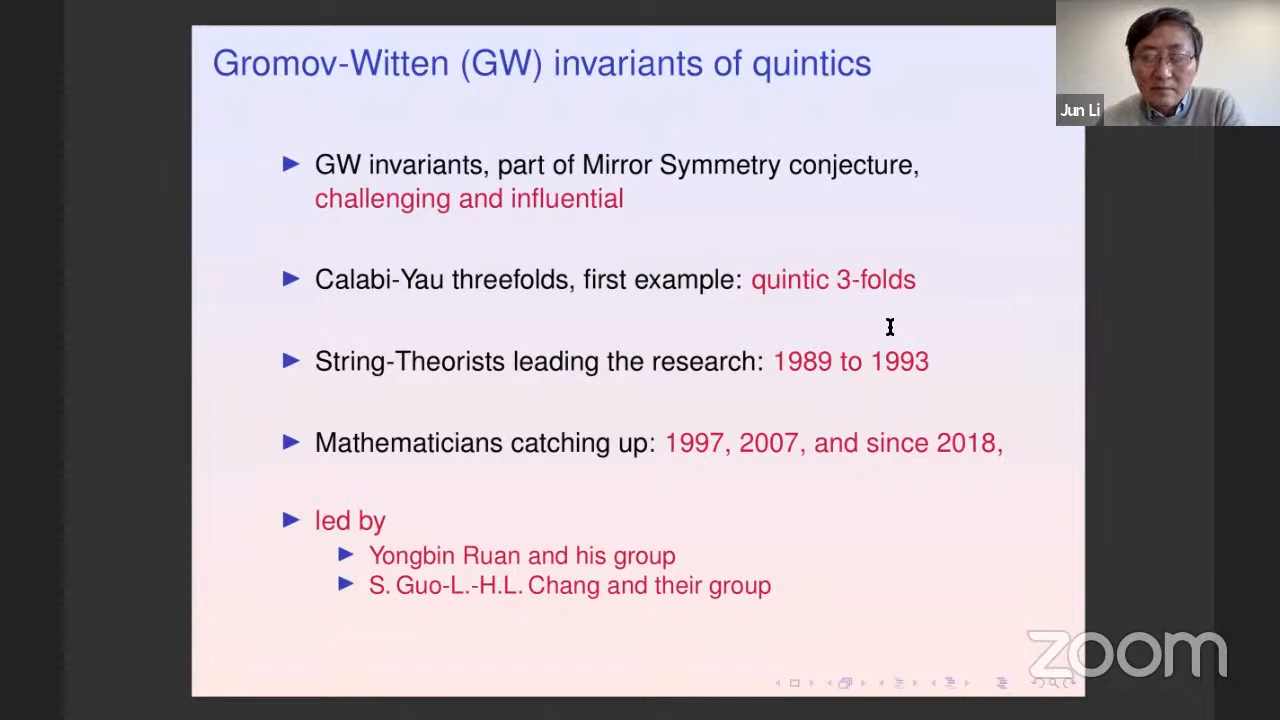 Gromov-Witten (GW) invariants of quintics
Jun Li
GW invariants, part of Mirror Symmetry conjecture,
challenging and influential
Calabi-Yau threefolds, first example: quintic 3-folds
String-Theorists leading the research: 1989 to 1993
Mathematicians catching up: 1997, 2007, and since 2018,
led by
Yongbin Ruan and his group
S. Guo-L.-H.L. Chang and their group
zoom